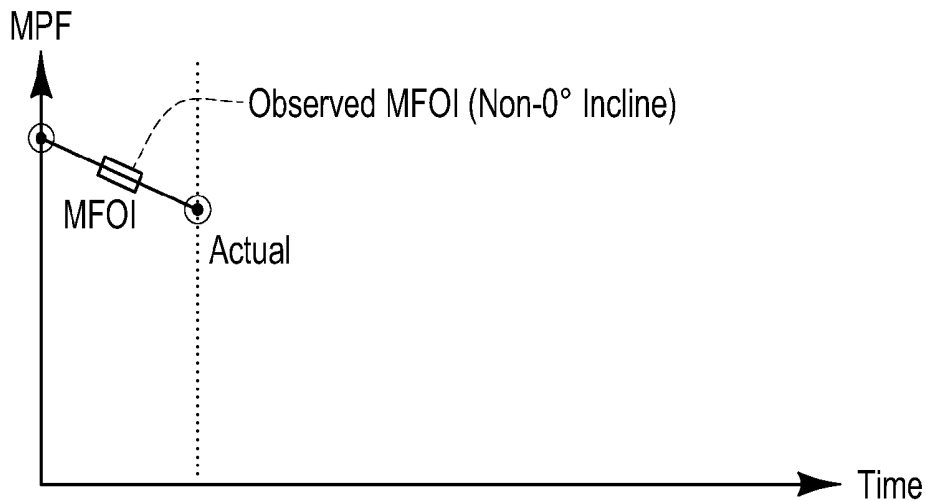 MPF
Observed MFOI (Non-0° Incline)
MFOI
Actual
Time